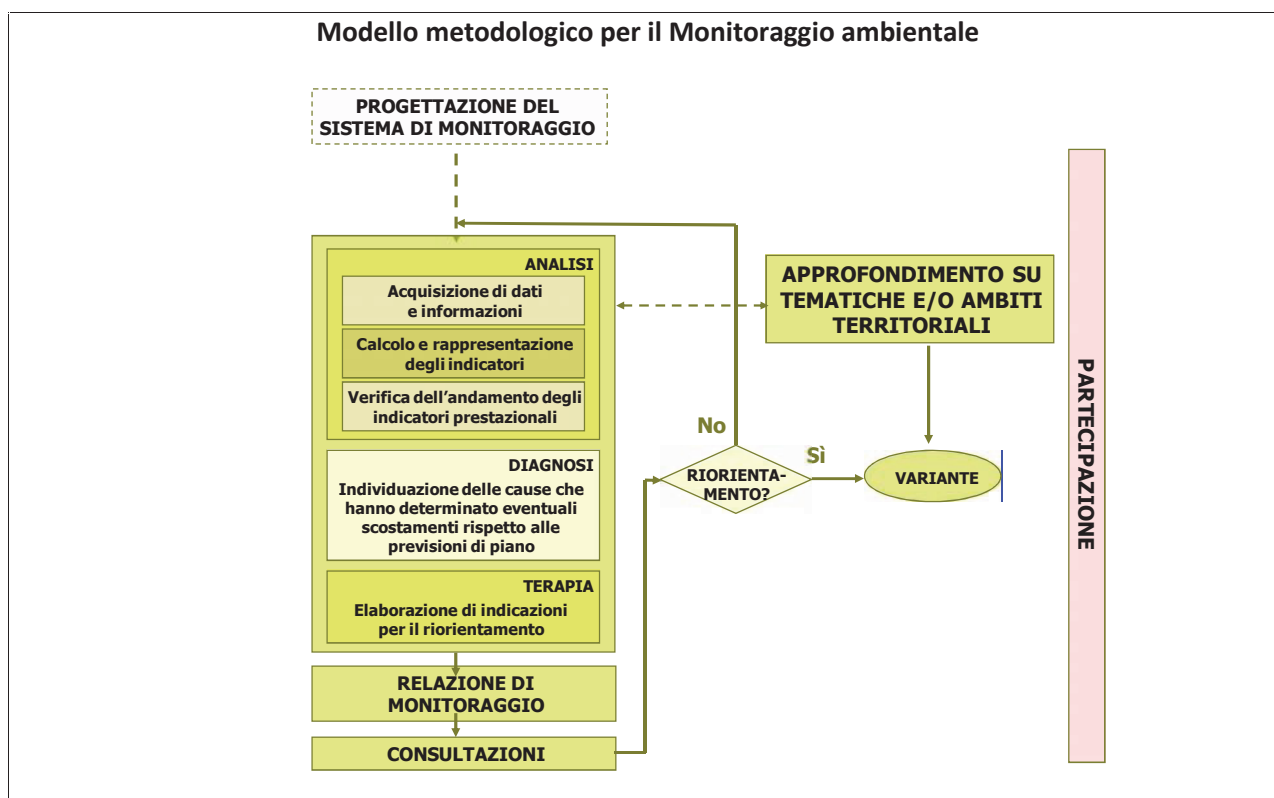 Modello metodologico per il Monitoraggio ambientale
PROGETTAZIONE DEL
SISTEMA DI MONITORAGGIO
ANALISI
Acquisizione di dati
e informazioni
Calcolo e rappresentazione
degli indicatori
Verifica dell'andamento degli
indicatori prestazionali
DIAGNOSI
Individuazione delle cause che
hanno determinato eventuali
scostamenti rispetto alle
previsioni di piano
TERAPIA
Elaborazione di indicazioni
per il riorientamento
RELAZIONE DI
MONITORAGGIO
CONSULTAZIONI
No
Sì
RIORIENTA-
MENTO?
APPROFONDIMENTO SU
TEMATICHE E/O AMBITI
TERRITORIALI
VARIANTE
PARTECIPAZIONE